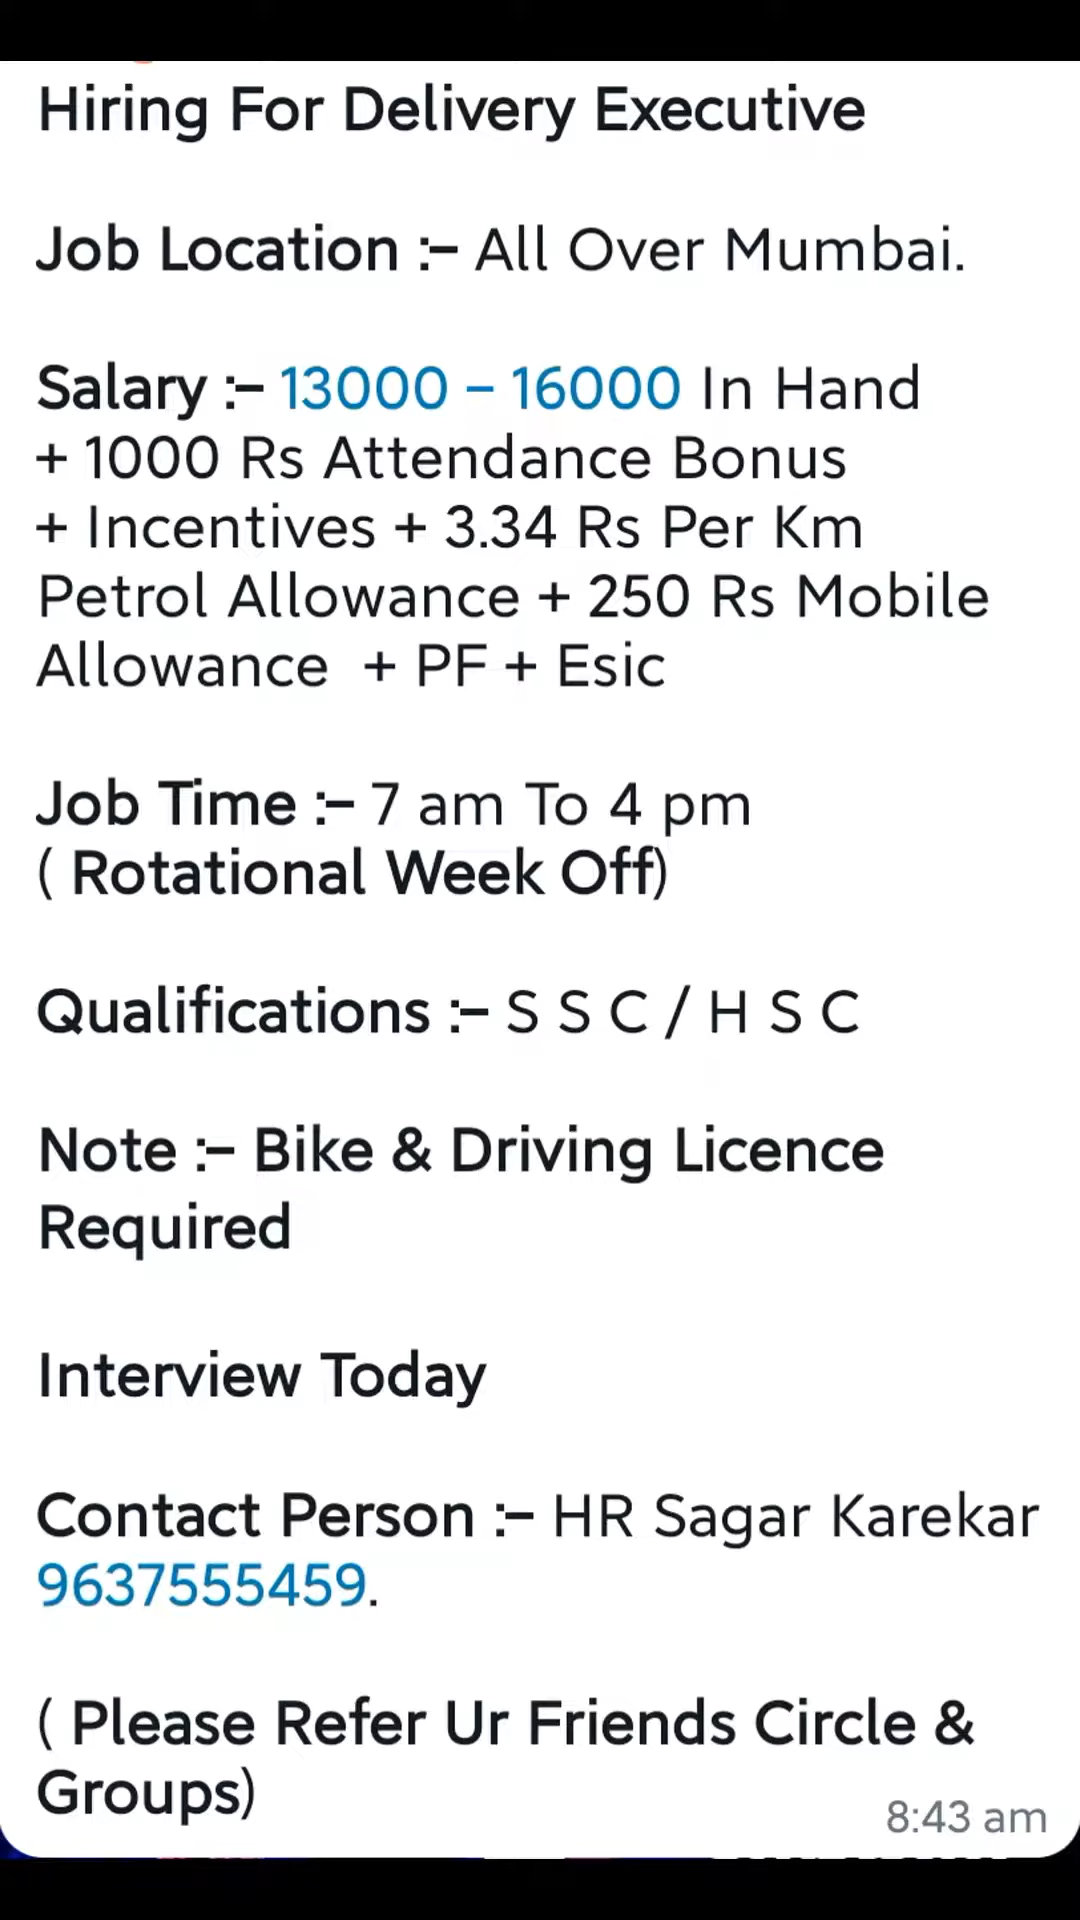 Hiring For Delivery Executive
Job Location :- All Over Mumbai.
Salary :- 13000 - 16000 In Hand
+ 1000 Rs Attendance Bonus
+ Incentives + 3.34 Rs Per Km
Petrol Allowance + 250 Rs Mobile
Allowance  + PF + Esic
Job Time :- 7 am To 4 pm
( Rotational Week Off)
Qualifications :- S S C / H S C
Note :- Bike & Driving Licence
Required
Interview Today
Contact Person :- HR Sagar Karekar
9637555459.
( Please Refer Ur Friends Circle &
Groups)
8:43 am